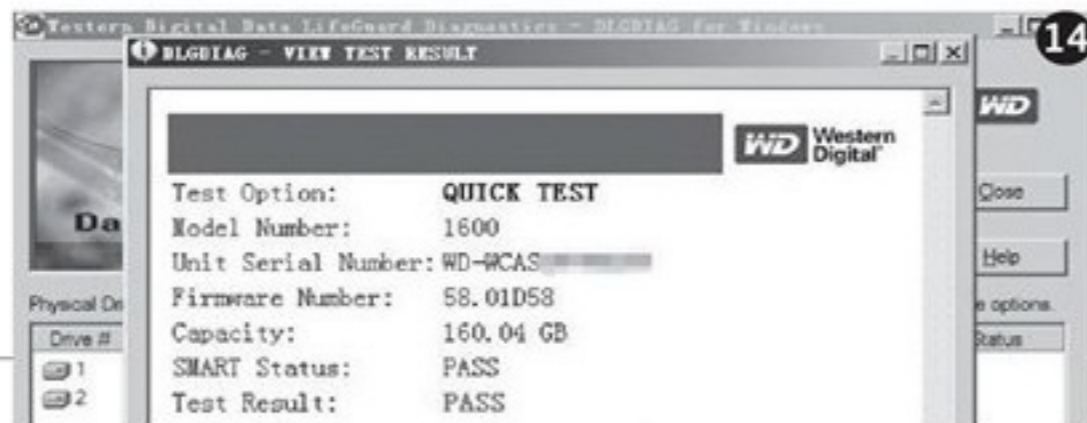 Western Digital Data LifeGuard Diagnostics - DLGDIAG for Windows
14
DLGDIAG - VIEW TEST RESULT
WD
WD Western Digital
Test Option: QUICK TEST
Model Number: 1600
Unit Serial Number: WD-WCAS
Firmware Number: 58.01D58
Capacity: 160.04 GB
SMART Status: PASS
Test Result: PASS
Da
Close
Help
Physical Dri
e options.
Drive #
Status
1
2